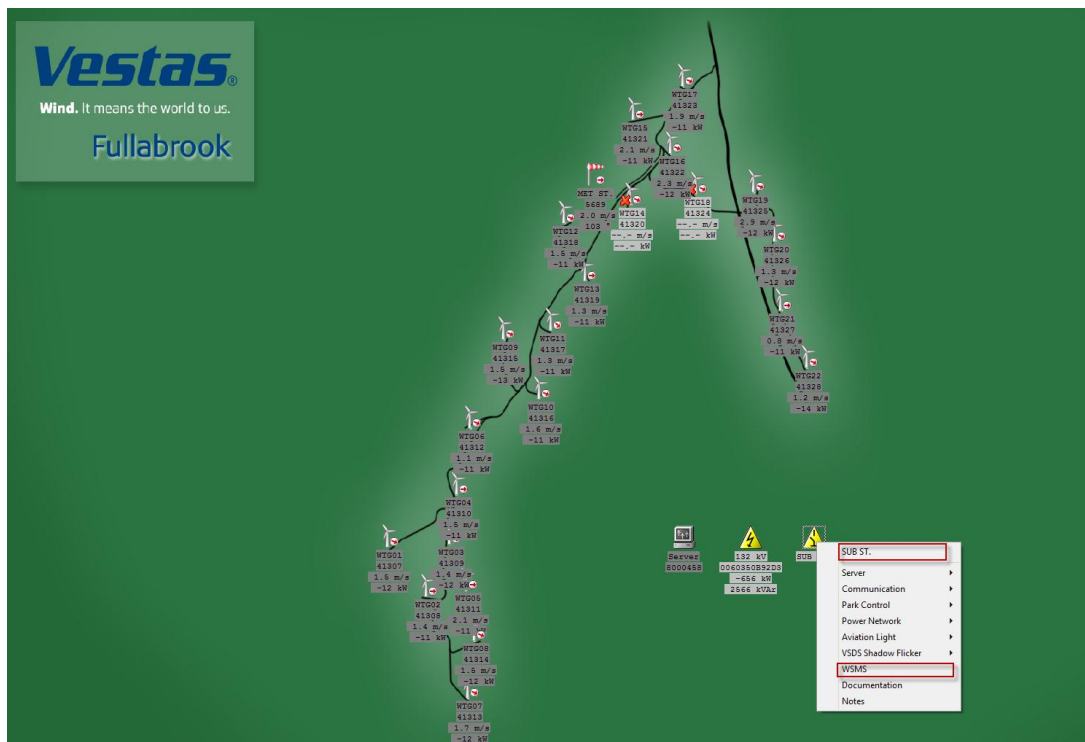 Vestas®
Wind. It means the world to us.
Fullabrook
WTG17
41323
1.9 m/s
-11 kW
WTG15
41321
2.1 m/s
-11 kW
WTG16
41322
2.3 m/s
-12 kW
MET ST.
5689
2.0 m/s
103 °
WTG14
41320
--.- m/s
--.- kW
WTG18
41324
--.- m/s
--.- kW
WTG19
41325
2.9 m/s
-12 kW
WTG12
41318
1.5 m/s
-11 kW
WTG20
41326
1.3 m/s
-12 kW
WTG13
41319
1.3 m/s
-11 kW
WTG21
41327
0.8 m/s
-11 kW
WTG09
41315
1.5 m/s
-13 kW
WTG11
41317
1.3 m/s
-11 kW
WTG22
41328
1.2 m/s
-14 kW
WTG10
41316
1.6 m/s
-11 kW
WTG06
41312
1.1 m/s
-11 kW
WTG04
41310
1.5 m/s
-11 kW
WTG01
41307
1.5 m/s
-12 kW
WTG03
41309
1.4 m/s
-12 kW
WTG02
41308
1.4 m/s
-11 kW
WTG05
41311
2.1 m/s
-11 kW
WTG08
41314
1.5 m/s
-12 kW
WTG07
41313
1.7 m/s
-12 kW
Server
8000458
132 kV
0060350B92D3
-656 kW
2566 kVAr
SUB
SUB ST.
Server
Communication
Park Control
Power Network
Aviation Light
VSDS Shadow Flicker
WSMS
Documentation
Notes